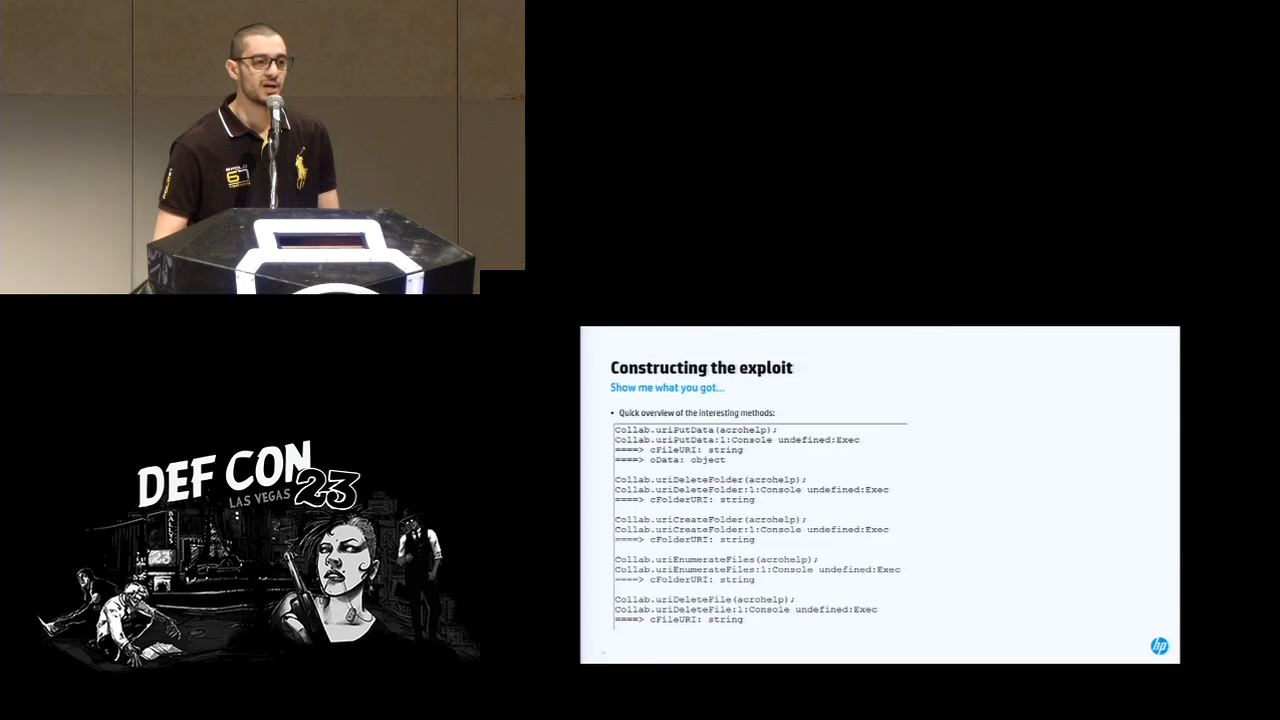 67
DEF CON
LAS VEGAS 23
BALLYS
23
Constructing the exploit
Show me what you got...
• Quick overview of the interesting methods:
Collab.uriPutData(acrohelp);
Collab.uriPutData:1:Console undefined:Exec
====> cFileURI: string
====> oData: object
Collab.uriDeleteFolder(acrohelp);
Collab.uriDeleteFolder:1:Console undefined:Exec
====> cFolderURI: string
Collab.uriCreateFolder(acrohelp);
Collab.uriCreateFolder:1:Console undefined:Exec
====> cFolderURI: string
Collab.uriEnumerateFiles(acrohelp);
Collab.uriEnumerateFiles:1:Console undefined:Exec
====> cFolderURI: string
Collab.uriDeleteFile(acrohelp);
Collab.uriDeleteFile:1:Console undefined:Exec
====> cFileURI: string
hp